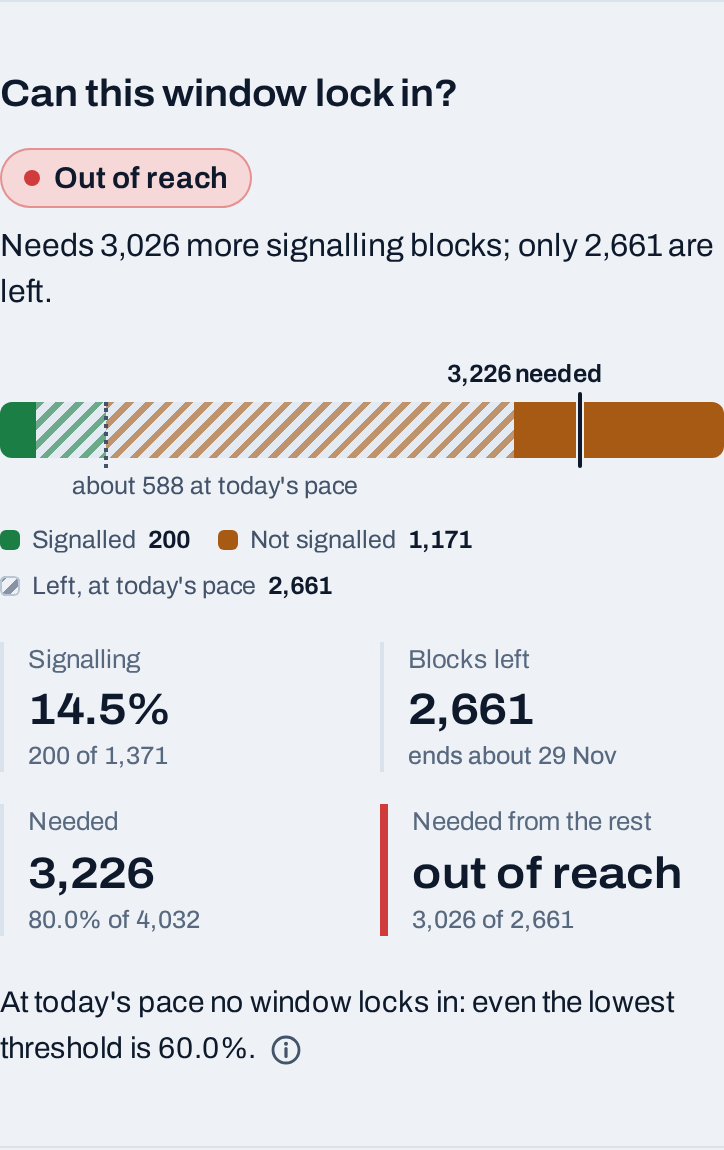 Can this window lock in?
Out of reach
Needs 3,026 more signalling blocks; only 2,661 are
left.
3,226 needed
about 588 at today's pace
Signalled 200 Not signalled 1,171
Left, at today's pace 2,661
Signalling
14.5%
200 of 1,371
Blocks left
2,661
ends about 29 Nov
Needed
3,226
80.0% of 4,032
Needed from the rest
out of reach
3,026 of 2,661
At today's pace no window locks in: even the lowest
threshold is 60.0%.